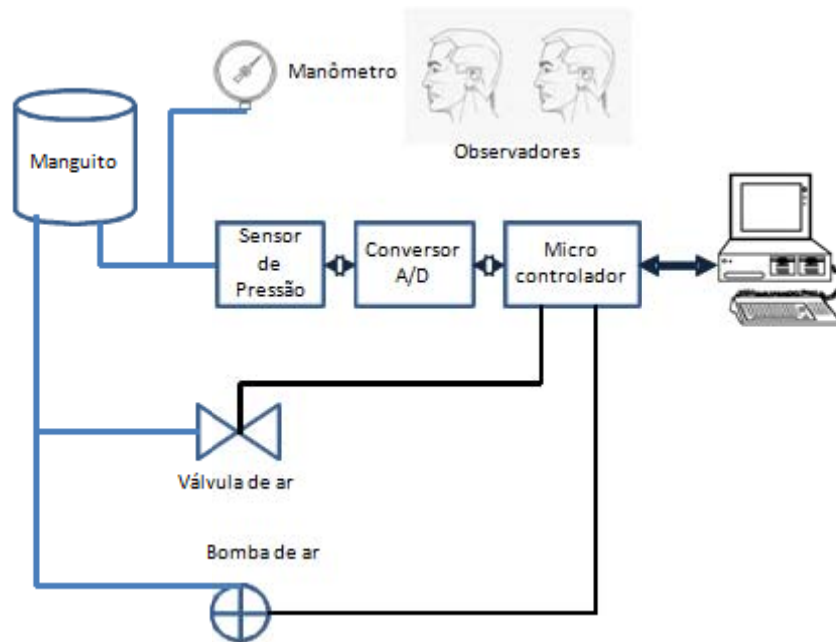 Manômetro
Observadores
Manguito
Sensor
de
Pressão
Conversor
A/D
Micro
controlador
Válvula de ar
Bomba de ar